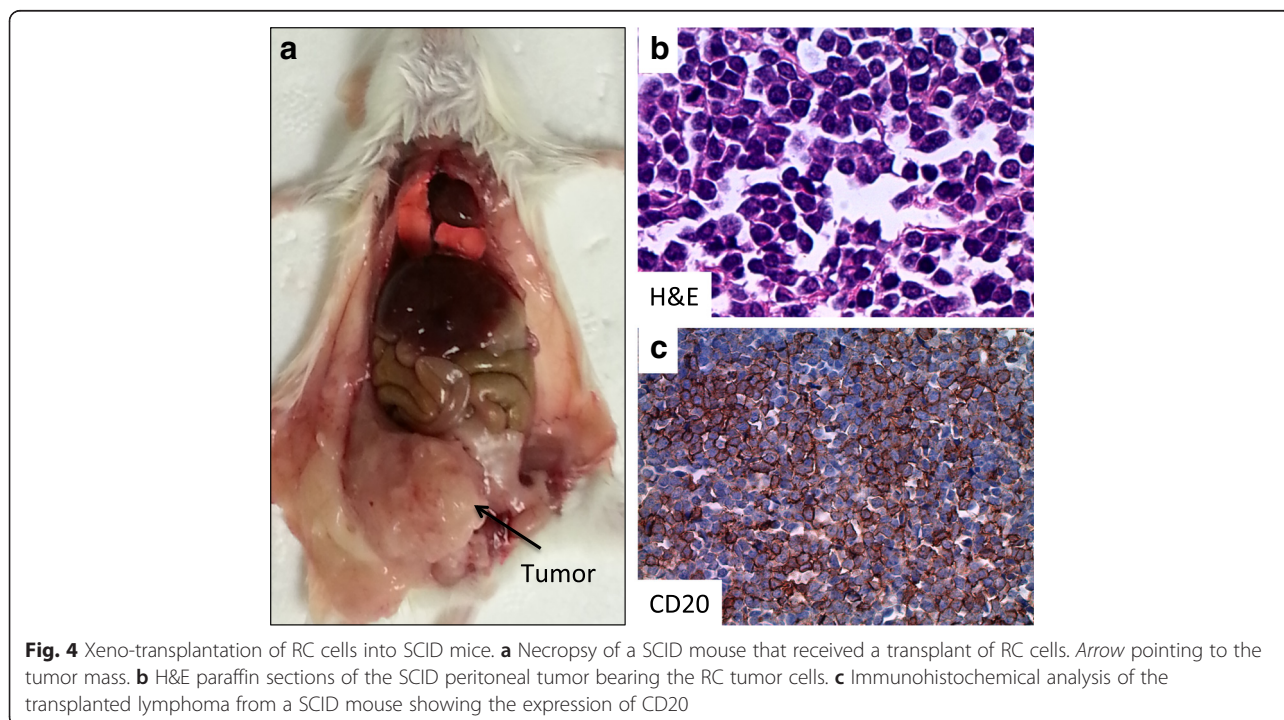 a
Tumor
b
H&E
c
CD20
Fig. 4 Xeno-transplantation of RC cells into SCID mice. a Necropsy of a SCID mouse that received a transplant of RC cells. Arrow pointing to the
tumor mass. b H&E paraffin sections of the SCID peritoneal tumor bearing the RC tumor cells. c Immunohistochemical analysis of the
transplanted lymphoma from a SCID mouse showing the expression of CD20